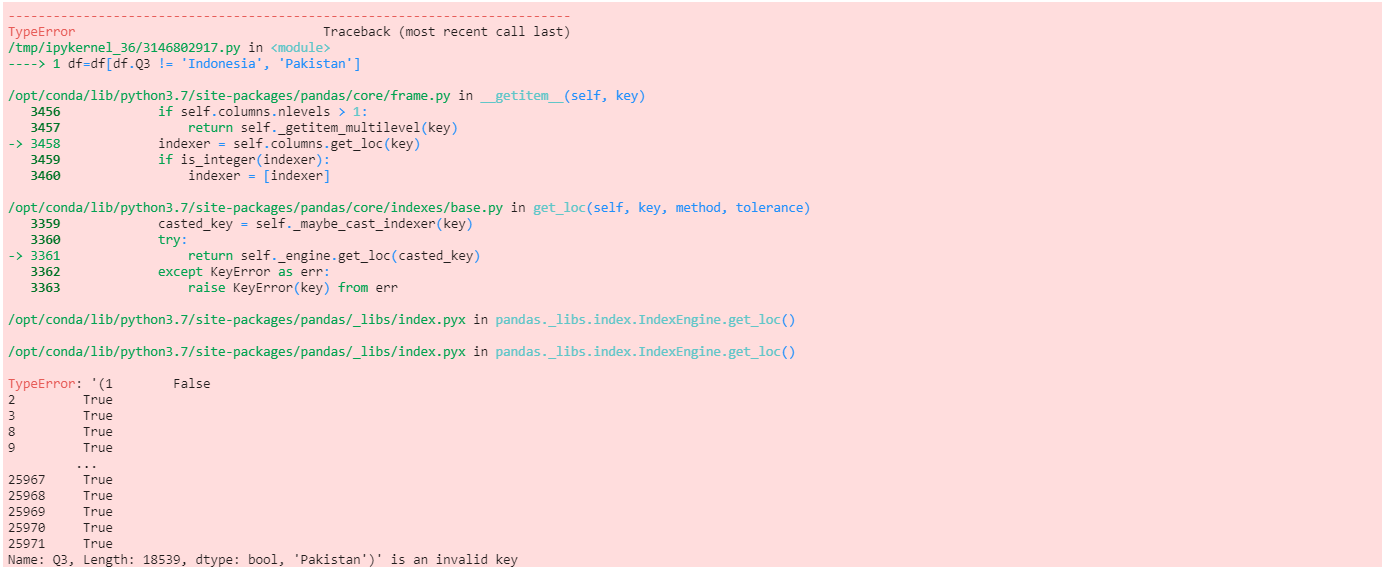 ---------------------------------------------------------------------------
TypeError                                 Traceback (most recent call last)
/tmp/ipykernel_36/3146802917.py in <module>
----> 1 df=df[df.Q3 != 'Indonesia', 'Pakistan']

/opt/conda/lib/python3.7/site-packages/pandas/core/frame.py in __getitem__(self, key)
   3456             if self.columns.nlevels > 1:
   3457                 return self._getitem_multilevel(key)
-> 3458             indexer = self.columns.get_loc(key)
   3459             if is_integer(indexer):
   3460                 indexer = [indexer]

/opt/conda/lib/python3.7/site-packages/pandas/core/indexes/base.py in get_loc(self, key, method, tolerance)
   3359             casted_key = self._maybe_cast_indexer(key)
   3360             try:
-> 3361                 return self._engine.get_loc(casted_key)
   3362             except KeyError as err:
   3363                 raise KeyError(key) from err

/opt/conda/lib/python3.7/site-packages/pandas/_libs/index.pyx in pandas._libs.index.IndexEngine.get_loc()

/opt/conda/lib/python3.7/site-packages/pandas/_libs/index.pyx in pandas._libs.index.IndexEngine.get_loc()

TypeError: '(1        False
2         True
3         True
8         True
9         True
         ...
25967     True
25968     True
25969     True
25970     True
25971     True
Name: Q3, Length: 18539, dtype: bool, 'Pakistan')' is an invalid key